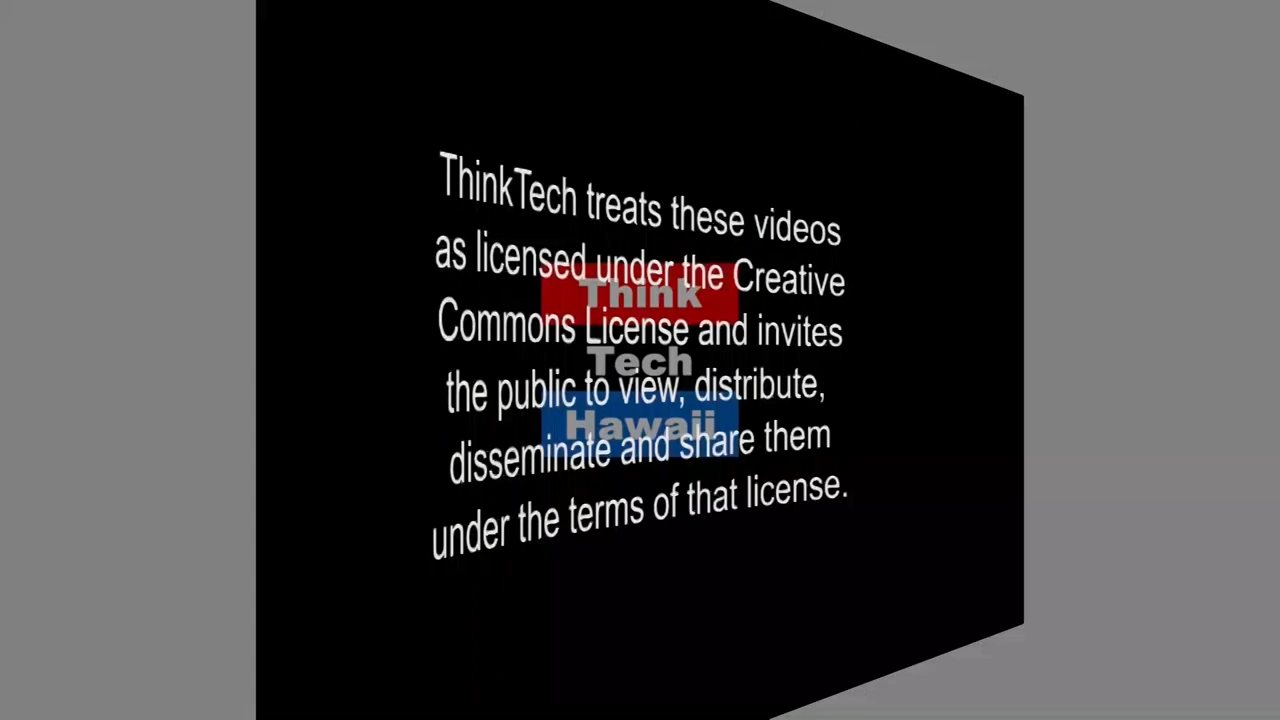 ThinkTech treats these videos
as licensed under the Creative
Commons License and invites
the public to view, distribute,
disseminate and share them
under the terms of that license.
Think
Tech
Hawaii